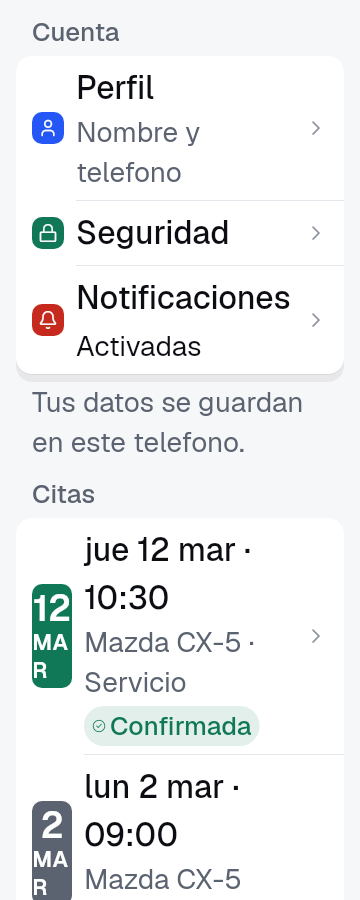 Cuenta
Perfil
Nombre y
telefono
Seguridad
Notificaciones
Activadas
Tus datos se guardan
en este telefono.
Citas
12
MA
R
jue 12 mar ·
10:30
Mazda CX-5 ·
Servicio
Confirmada
2
MA
R
lun 2 mar ·
09:00
Mazda CX-5